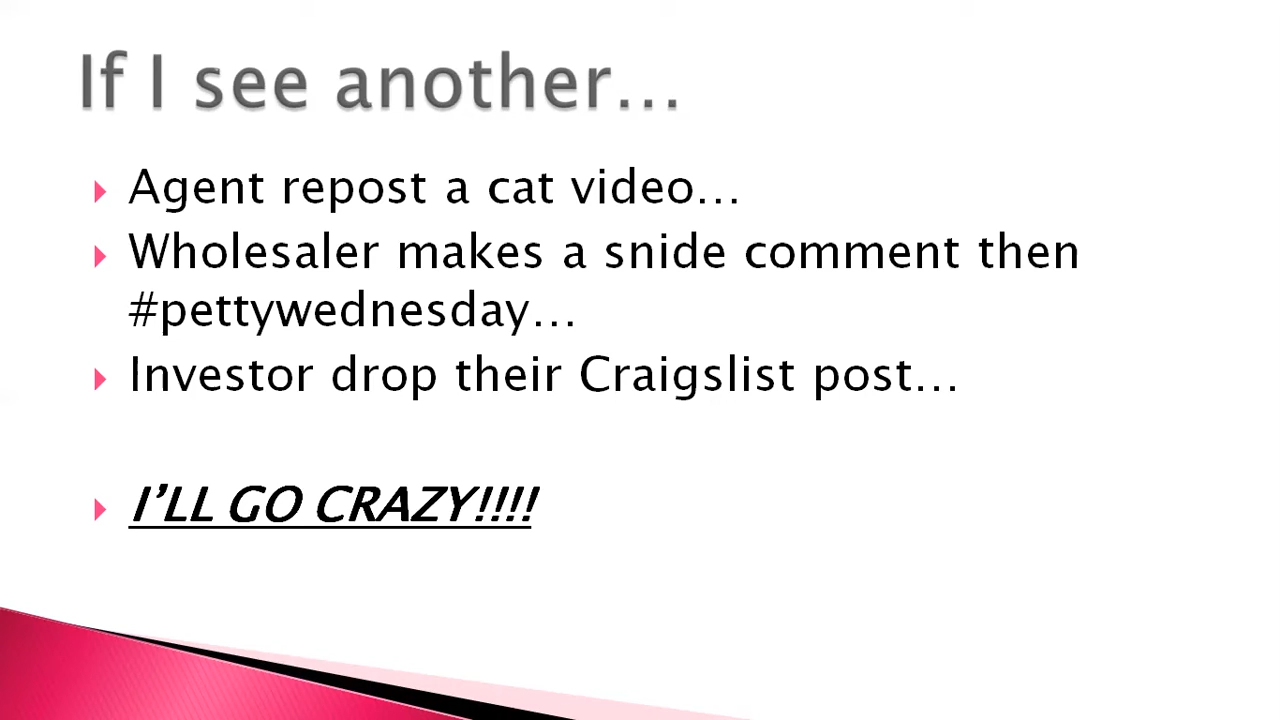 If I see another...
Agent repost a cat video...
Wholesaler makes a snide comment then
#pettywednesday...
Investor drop their Craigslist post...
I’LL GO CRAZY!!!!